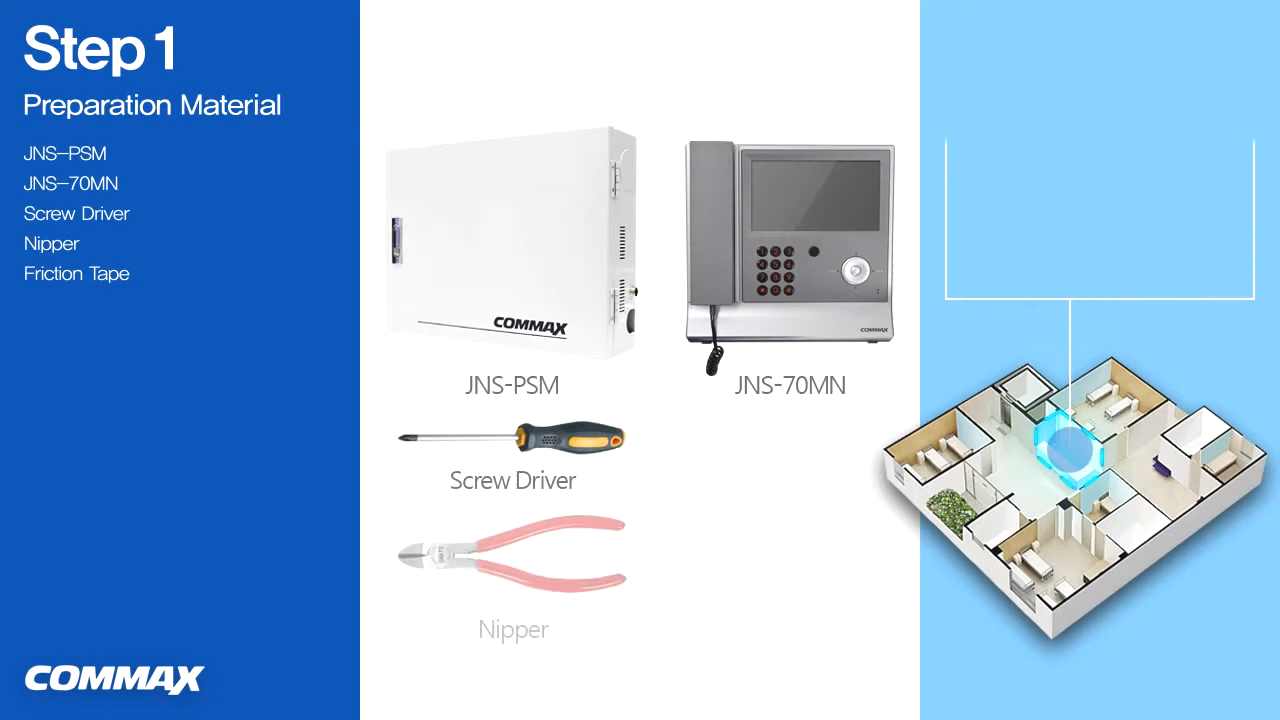 Step 1
Preparation Material
JNS-PSM
JNS-70MN
Screw Driver
Nipper
Friction Tape
COMMAX
COMMAX
JNS-PSM
JNS-70MN
Screw Driver
Nipper
COMMAX